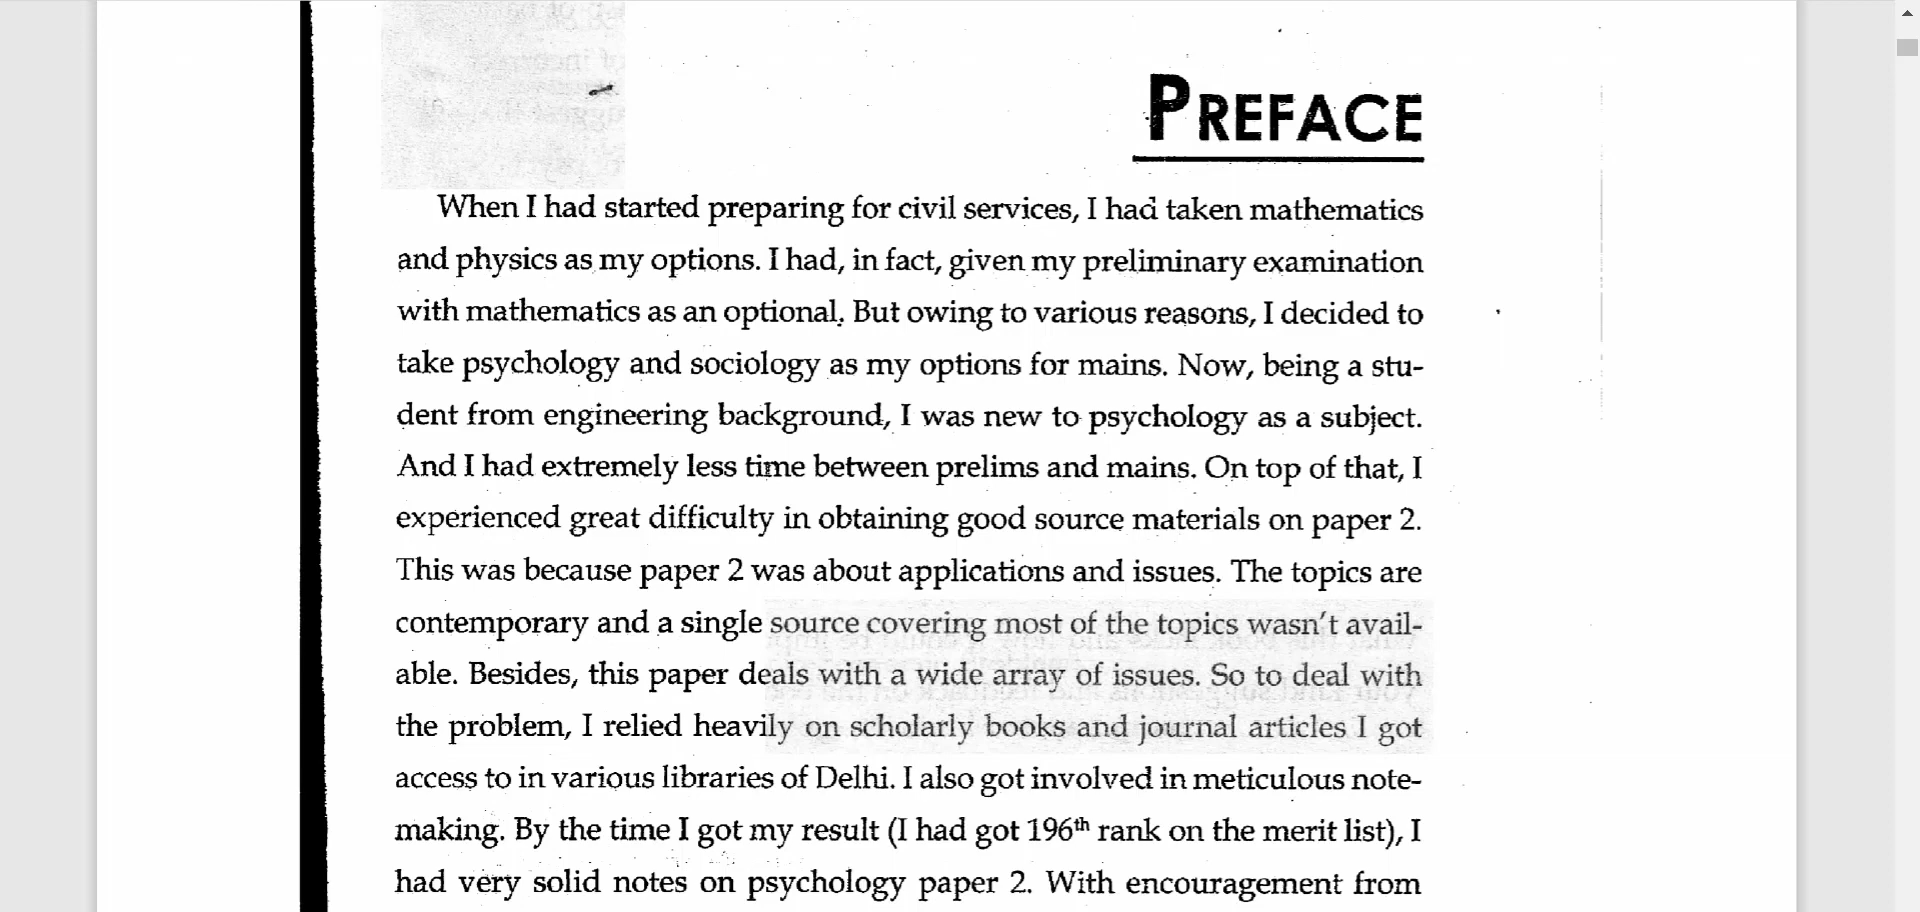 PREFACE
When I had started preparing for civil services, I had taken mathematics
and physics as my options. I had, in fact, given my preliminary examination
with mathematics as an optional. But owing to various reasons, I decided to
take psychology and sociology as my options for mains. Now, being a stu-
dent from engineering background, I was new to psychology as a subject.
And I had extremely less time between prelims and mains. On top of that, I
experienced great difficulty in obtaining good source materials on paper 2.
This was because paper 2 was about applications and issues. The topics are
contemporary and a single source covering most of the topics wasn't avail-
able. Besides, this paper deals with a wide array of issues. So to deal with
the problem, I relied heavily on scholarly books and journal articles I got
access to in various libraries of Delhi. I also got involved in meticulous note-
making. By the time I got my result (I had got 196th rank on the merit list), I
had very solid notes on psychology paper 2. With encouragement from